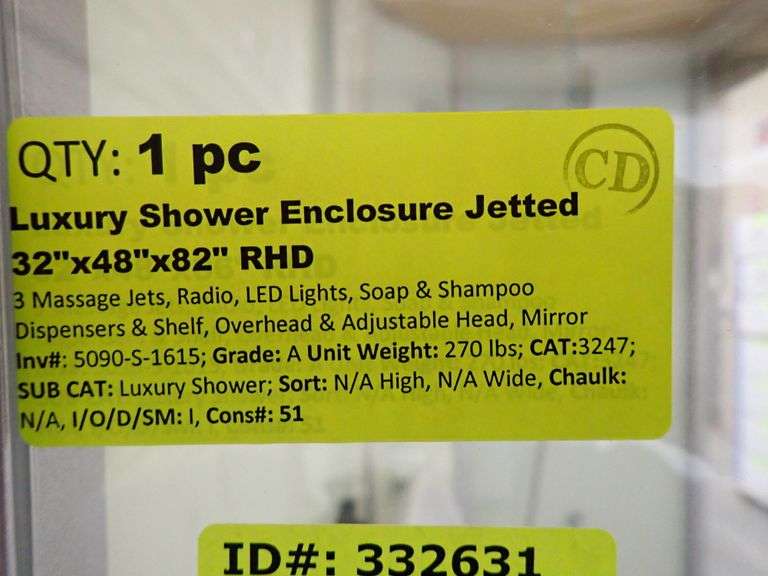 QTY: 1 pc
CD
Luxury Shower Enclosure Jetted
32"x48"x82" RHD
3 Massage Jets, Radio, LED Lights, Soap & Shampoo
Dispensers & Shelf, Overhead & Adjustable Head, Mirror
Inv#: 5090-S-1615; Grade: A Unit Weight: 270 lbs; CAT:3247;
SUB CAT: Luxury Shower; Sort: N/A High, N/A Wide, Chaulk:
N/A, I/O/D/SM: I, Cons#: 51
ID#: 332631